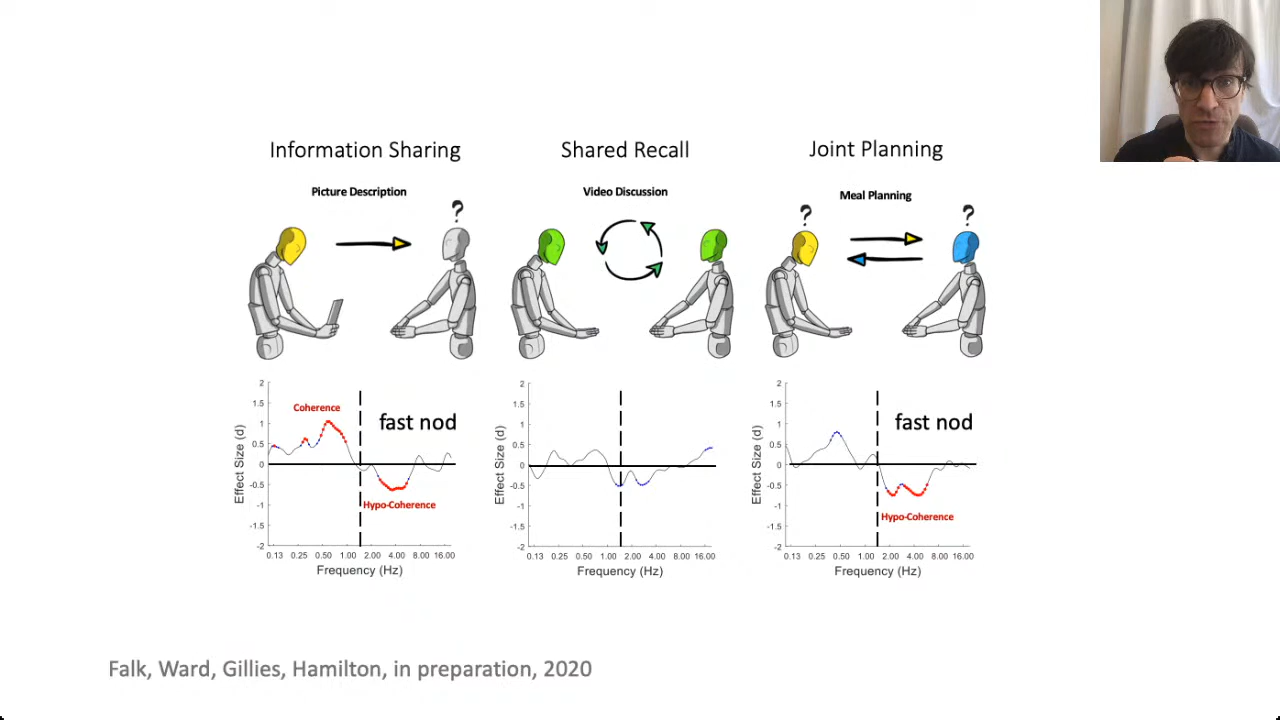 Information Sharing
Shared Recall
Joint Planning
Picture Description
Video Discussion
Meal Planning
?
?
?
2
1.5
1
0.5
0
-0.5
-1
-1.5
-2
Effect Size (d)
Coherence
fast nod
Hypo-Coherence
0.13 0.25 0.50 1.00 2.00 4.00 8.00 16.00
Frequency (Hz)
2
1.5
1
0.5
0
-0.5
-1
-1.5
-2
Effect Size (d)
0.13 0.25 0.50 1.00 2.00 4.00 8.00 16.00
Frequency (Hz)
2
1.5
1
0.5
0
-0.5
-1
-1.5
-2
Effect Size (d)
fast nod
Hypo-Coherence
0.13 0.25 0.50 1.00 2.00 4.00 8.00 16.00
Frequency (Hz)
Falk, Ward, Gillies, Hamilton, in preparation, 2020